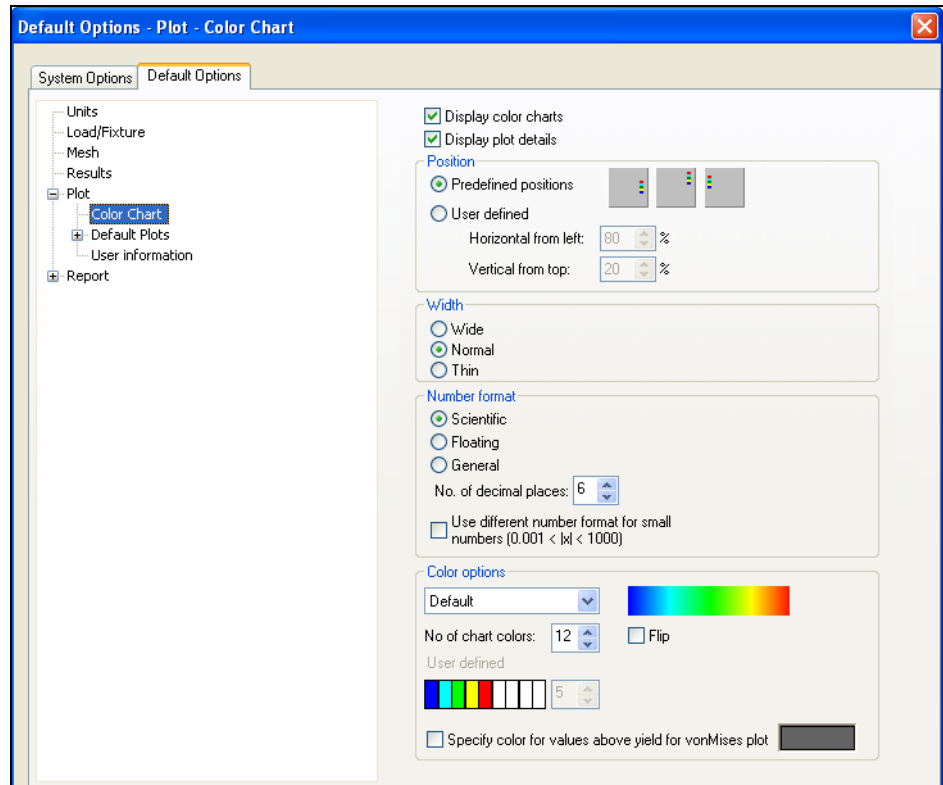 Default Options - Plot - Color Chart
System Options
Default Options
Units
Load/Fixture
Mesh
Results
Plot
Color Chart
Default Plots
User information
Report
Display color charts
Display plot details
Position
Predefined positions
User defined
Horizontal from left: 80 %
Vertical from top: 20 %
Width
Wide
Normal
Thin
Number format
Scientific
Floating
General
No. of decimal places: 6
Use different number format for small
numbers (0.001 < |x| < 1000)
Color options
Default
No of chart colors: 12 Flip
User defined
5
Specify color for values above yield for vonMises plot